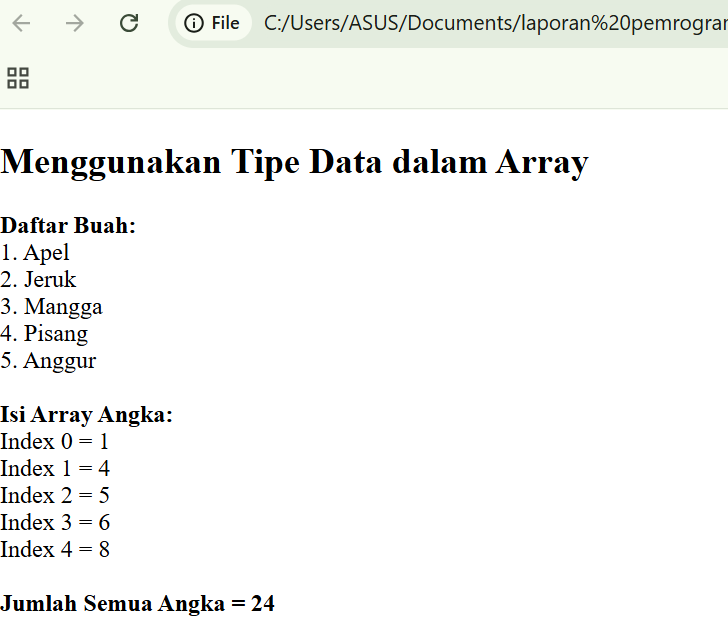 File C:/Users/ASUS/Documents/laporan%20pemrogra
Menggunakan Tipe Data dalam Array
Daftar Buah:
1. Apel
2. Jeruk
3. Mangga
4. Pisang
5. Anggur
Isi Array Angka:
Index 0 = 1
Index 1 = 4
Index 2 = 5
Index 3 = 6
Index 4 = 8
Jumlah Semua Angka = 24